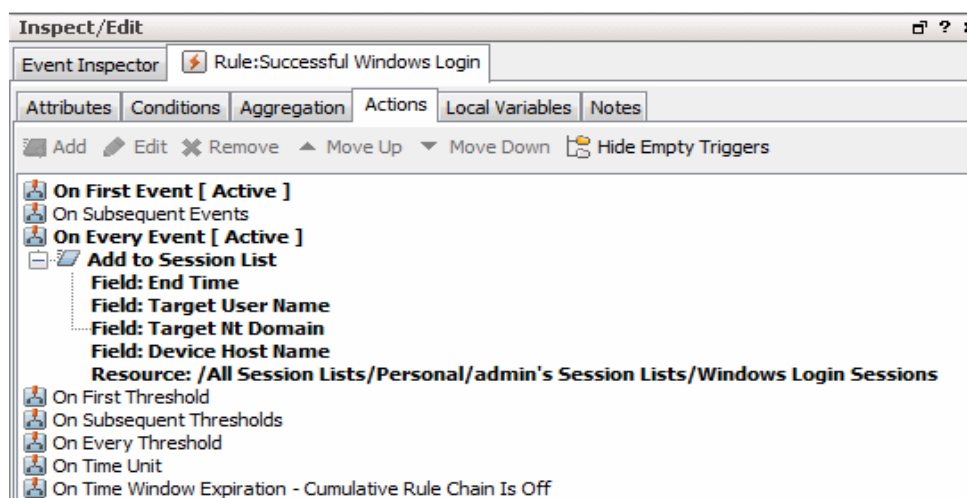 Inspect/Edit
Event Inspector Rule:Successful Windows Login
Attributes Conditions Aggregation Actions Local Variables Notes
Add Edit Remove Move Up Move Down Hide Empty Triggers
On First Event [ Active ]
On Subsequent Events
On Every Event [ Active ]
Add to Session List
Field: End Time
Field: Target User Name
Field: Target Nt Domain
Field: Device Host Name
Resource: /All Session Lists/Personal/admin's Session Lists/Windows Login Sessions
On First Threshold
On Subsequent Thresholds
On Every Threshold
On Time Unit
On Time Window Expiration - Cumulative Rule Chain Is Off